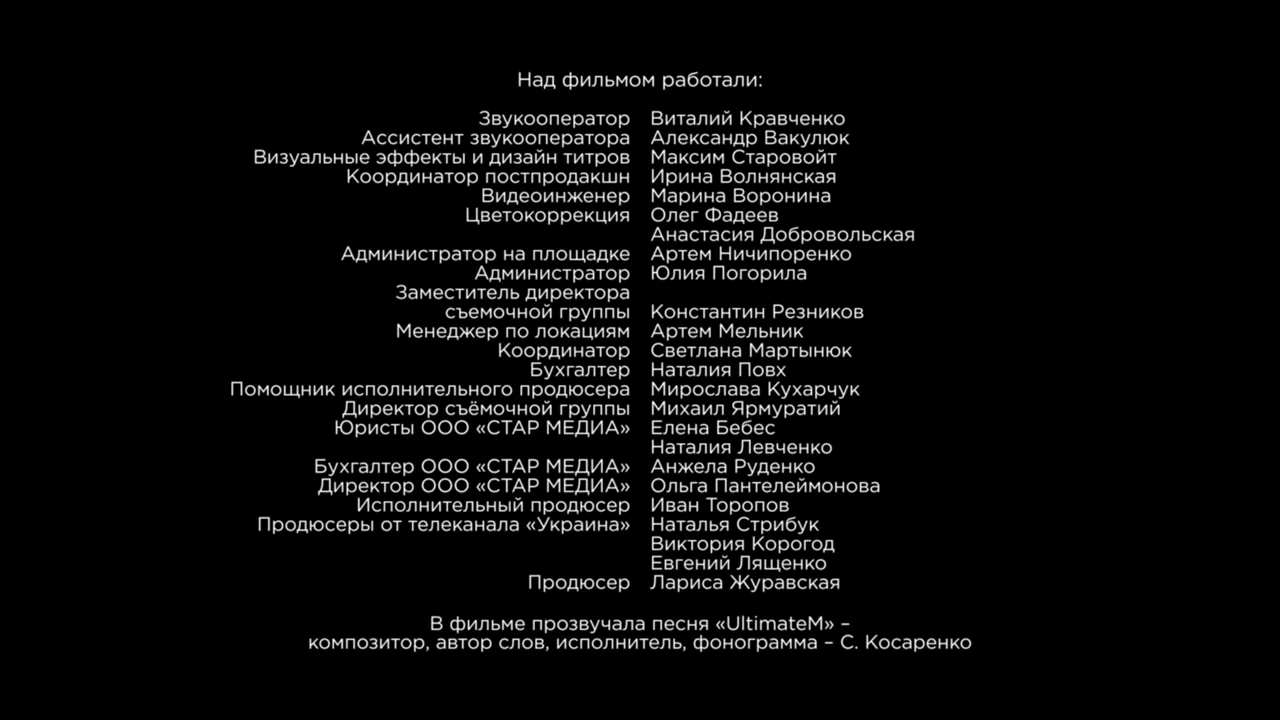 Над фильмом работали:
Звукооператор Виталий Кравченко
Ассистент звукооператора Александр Вакулюк
Визуальные эффекты и дизайн титров Максим Старовойт
Координатор постпродакшн Ирина Волнянская
Видеоинженер Марина Воронина
Цветокоррекция Олег Фадеев
Анастасия Добровольская
Администратор на площадке Артем Ничипоренко
Администратор Юлия Погорила
Заместитель директора
съемочной группы Константин Резников
Менеджер по локациям Артем Мельник
Координатор Светлана Мартынюк
Бухгалтер Наталия Повх
Помощник исполнительного продюсера Мирослава Кухарчук
Директор съёмочной группы Михаил Ярмуратий
Юристы ООО «СТАР МЕДИА» Елена Бебес
Наталия Левченко
Бухгалтер ООО «СТАР МЕДИА» Анжела Руденко
Директор ООО «СТАР МЕДИА» Ольга Пантелеймонова
Исполнительный продюсер Иван Торопов
Продюсеры от телеканала «Украина» Наталья Стрибук
Виктория Корогод
Евгений Лященко
Продюсер Лариса Журавская
В фильме прозвучала песня «UltimateM» –
композитор, автор слов, исполнитель, фонограмма – С. Косаренко